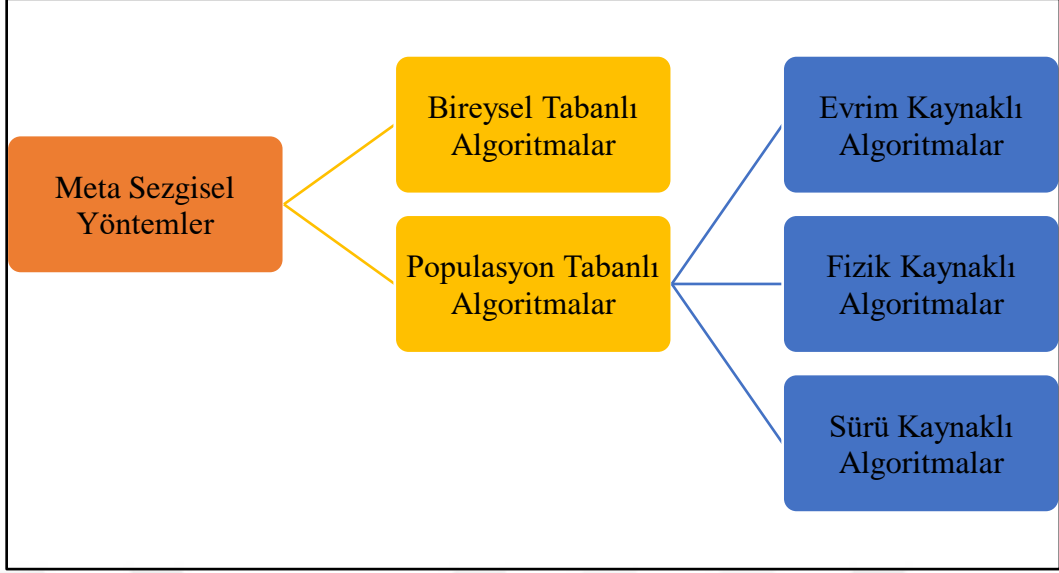 Meta Sezgisel
Yöntemler
Bireysel Tabanlı
Algoritmalar
Populasyon Tabanlı
Algoritmalar
Evrim Kaynaklı
Algoritmalar
Fizik Kaynaklı
Algoritmalar
Sürü Kaynaklı
Algoritmalar